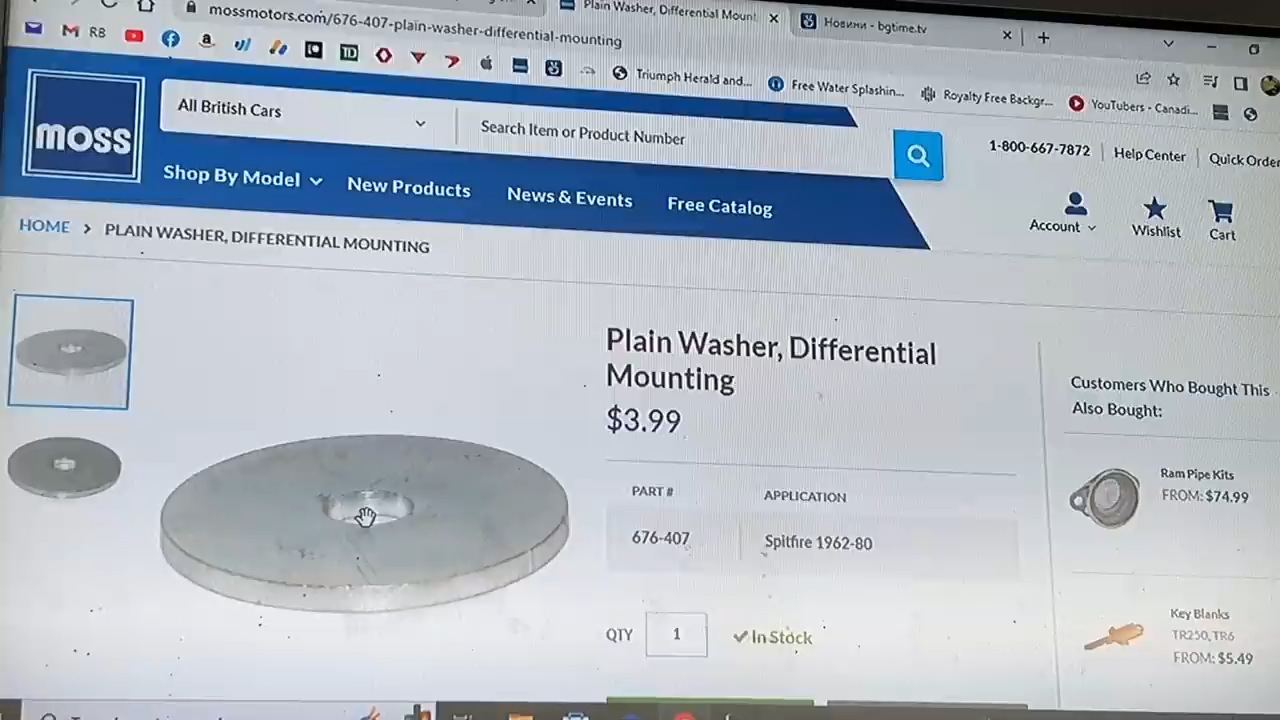 Plain Washer, Differential Mount
Новини - bgtime.tv
mossmotors.com/676-407-plain-washer-differential-mounting
RB
TD
Triumph Herald and...
Free Water Splashin...
Royalty Free Backgr...
YouTubers - Canadi...
moss
All British Cars
Search Item or Product Number
1-800-667-7872
Help Center
Quick Order
Shop By Model
New Products
News & Events
Free Catalog
Account
Wishlist
Cart
HOME > PLAIN WASHER, DIFFERENTIAL MOUNTING
Plain Washer, Differential
Mounting
$3.99
PART #
APPLICATION
676-407
Spitfire 1962-80
QTY
1
In Stock
Customers Who Bought This
Also Bought:
Ram Pipe Kits
FROM: $74.99
Key Blanks
TR250, TR6
FROM: $5.49